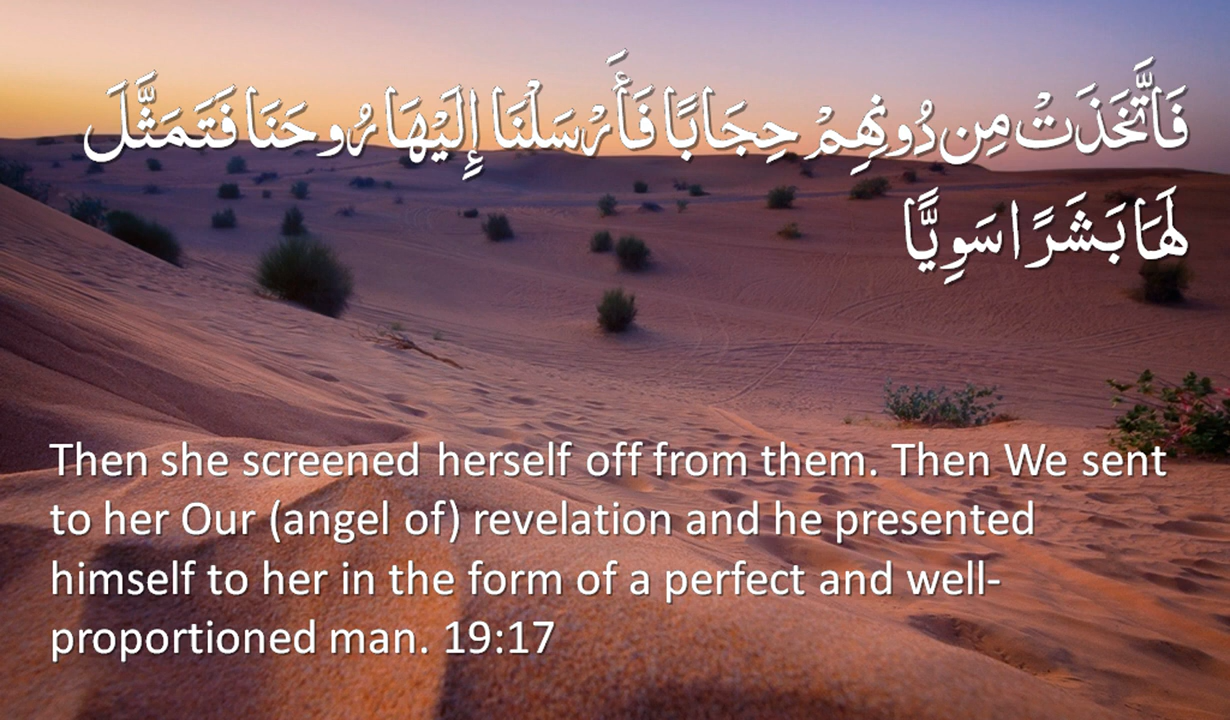 فَاتَّخَذَتْ مِن دُونِهِمْ حِجَابًا فَأَرْسَلْنَا إِلَيْهَا رُوحَنَا فَتَمَثَّلَ
لَهَا بَشَرًا سَوِيًّا
Then she screened herself off from them. Then We sent
to her Our (angel of) revelation and he presented
himself to her in the form of a perfect and well-
proportioned man. 19:17